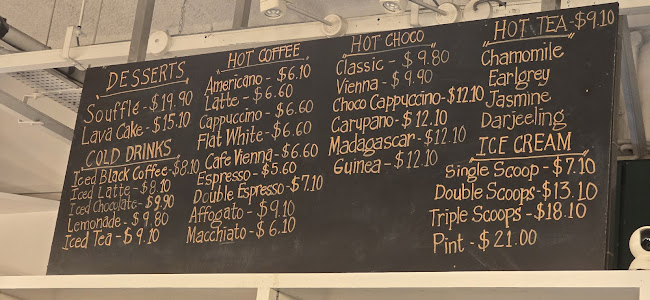 DESSERTS
Soufflé - $19.90
Lava Cake - $15.10
COLD DRINKS
Iced Black Coffee - $8.10
Iced Latte - $8.10
Iced Chocolate - $9.90
Lemonade - $9.80
Iced Tea - $9.10
HOT COFFEE
Americano - $6.10
Latte - $6.60
Cappuccino - $6.60
Flat White - $6.60
Cafe Vienna - $6.60
Espresso - $5.60
Double Espresso - $7.10
Affogato - $9.10
Macchiato - $6.10
HOT CHOCO
Classic - $9.80
Vienna - $9.90
Choco Cappuccino - $12.10
Carupano - $12.10
Madagascar - $12.10
Guinea - $12.10
HOT TEA - $9.10
Chamomile
Earlgrey
Jasmine
Darjeeling
ICE CREAM
Single Scoop - $7.10
Double Scoops - $13.10
Triple Scoops - $18.10
Pint - $21.00